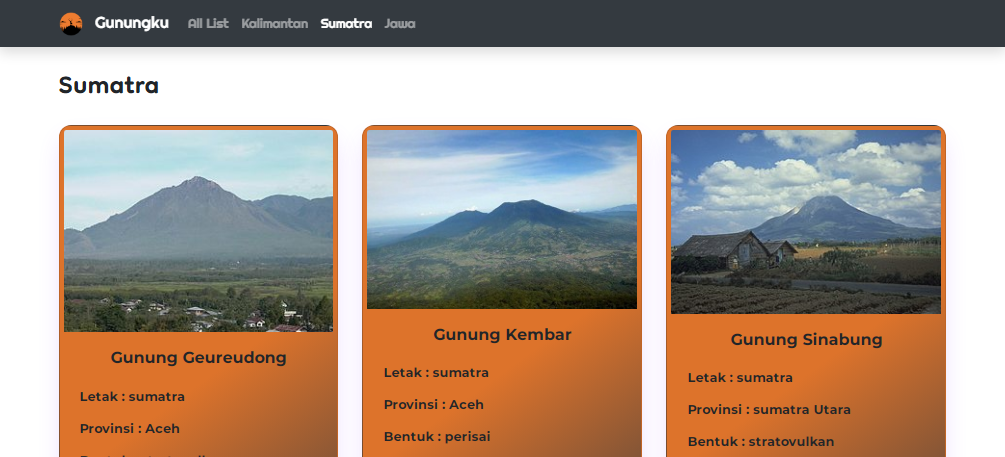 Gunungku All List Kalimantan Sumatra Jawa
Sumatra
Gunung Geureudong
Letak : sumatra
Provinsi : Aceh
Gunung Kembar
Letak : sumatra
Provinsi : Aceh
Bentuk : perisai
Gunung Sinabung
Letak : sumatra
Provinsi : sumatra Utara
Bentuk : stratovulkan